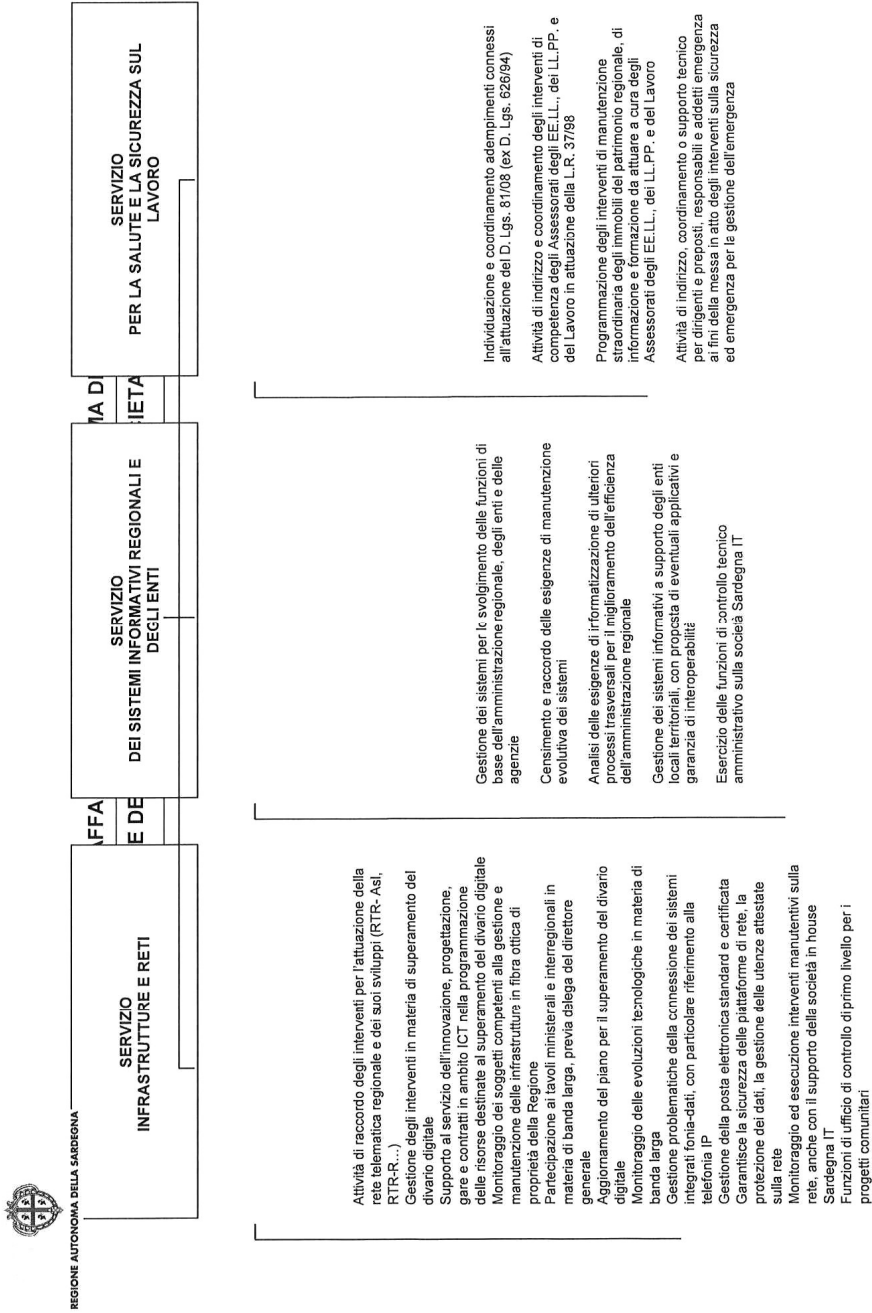 REGIONE AUTONOMA DELLA SARDEGNA
SERVIZIO
INFRASTRUTTURE E RETI
Attività di raccordo degli interventi per l'attuazione della
rete telematica regionale e dei suoi sviluppi (RTR- Asl,
RTR-R...)
Gestione degli interventi in materia di superamento del
divario digitale
Supporto al servizio dell'innovazione, progettazione,
gare e contratti in ambito ICT nella programmazione
delle risorse destinate al superamento del divario digitale
Monitoraggio dei soggetti competenti alla gestione e
manutenzione delle infrastrutture in fibra ottica di
proprietà della Regione
Partecipazione ai tavoli ministerali e interregionali in
materia di banda larga, previa delega del direttore
generale
Aggiornamento del piano per il superamento del divario
digitale
Monitoraggio delle evoluzioni tecnologiche in materia di
banda larga
Gestione problematiche della connessione dei sistemi
integrati fonia-dati, con particolare riferimento alla
telefonia IP
Gestione della posta elettronica standard e certificata
Garantisce la sicurezza delle piattaforme di rete, la
protezione dei dati, la gestione delle utenze attestate
sulla rete
Monitoraggio ed esecuzione interventi manutentivi sulla
rete, anche con il supporto della società in house
Sardegna IT
Funzioni di ufficio di controllo di primo livello per i
progetti comunitari
AFFA
E DE
SERVIZIO
DEI SISTEMI INFORMATIVI REGIONALI E
DEGLI ENTI
Gestione dei sistemi per lo svolgimento delle funzioni di
base dell'amministrazione regionale, degli enti e delle
agenzie
Censimento e raccordo delle esigenze di manutenzione
evolutiva dei sistemi
Analisi delle esigenze di informatizzazione di ulteriori
processi trasversali per il miglioramento dell'efficienza
dell'amministrazione regionale
Gestione dei sistemi informativi a supporto degli enti
locali territoriali, con proposta di eventuali applicativi e
garanzia di interoperabilità
Esercizio delle funzioni di controllo tecnico
amministrativo sulla società Sardegna IT
MA DI
IETA
SERVIZIO
PER LA SALUTE E LA SICUREZZA SUL
LAVORO
Individuazione e coordinamento adempimenti connessi
all'attuazione del D. Lgs. 81/08 (ex D. Lgs. 626/94)
Attività di indirizzo e coordinamento degli interventi di
competenza degli Assessorati degli EE.LL., dei LL.PP. e
del Lavoro in attuazione della L.R. 37/98
Programmazione degli interventi di manutenzione
straordinaria degli immobili del patrimonio regionale, di
informazione e formazione da attuare a cura degli
Assessorati degli EE.LL., dei LL.PP. e del Lavoro
Attività di indirizzo, coordinamento o supporto tecnico
per dirigenti e preposti, responsabili e addetti emergenza
ai fini della messa in atto degli interventi sulla sicurezza
ed emergenza per la gestione dell'emergenza